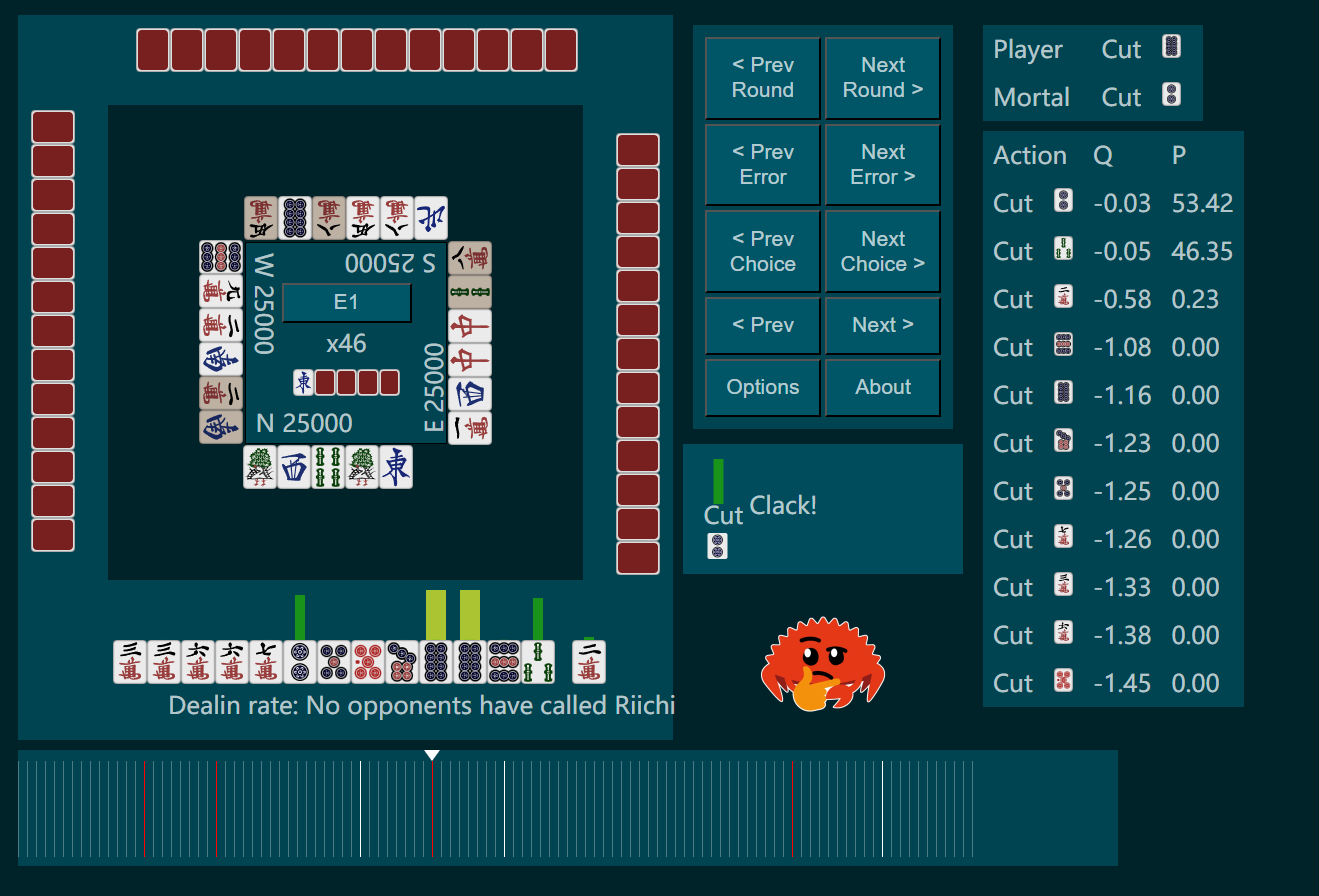 W 25000
S 25000
E1
x46
東
N 25000
E 25000
Dealin rate: No opponents have called Riichi
< Prev Round
Next Round >
< Prev Error
Next Error >
< Prev Choice
Next Choice >
< Prev
Next >
Options
About
Cut
Clack!
Player Cut
Mortal Cut
Action Q P
Cut -0.03 53.42
Cut -0.05 46.35
Cut -0.58 0.23
Cut -1.08 0.00
Cut -1.16 0.00
Cut -1.23 0.00
Cut -1.25 0.00
Cut -1.26 0.00
Cut -1.33 0.00
Cut -1.38 0.00
Cut -1.45 0.00